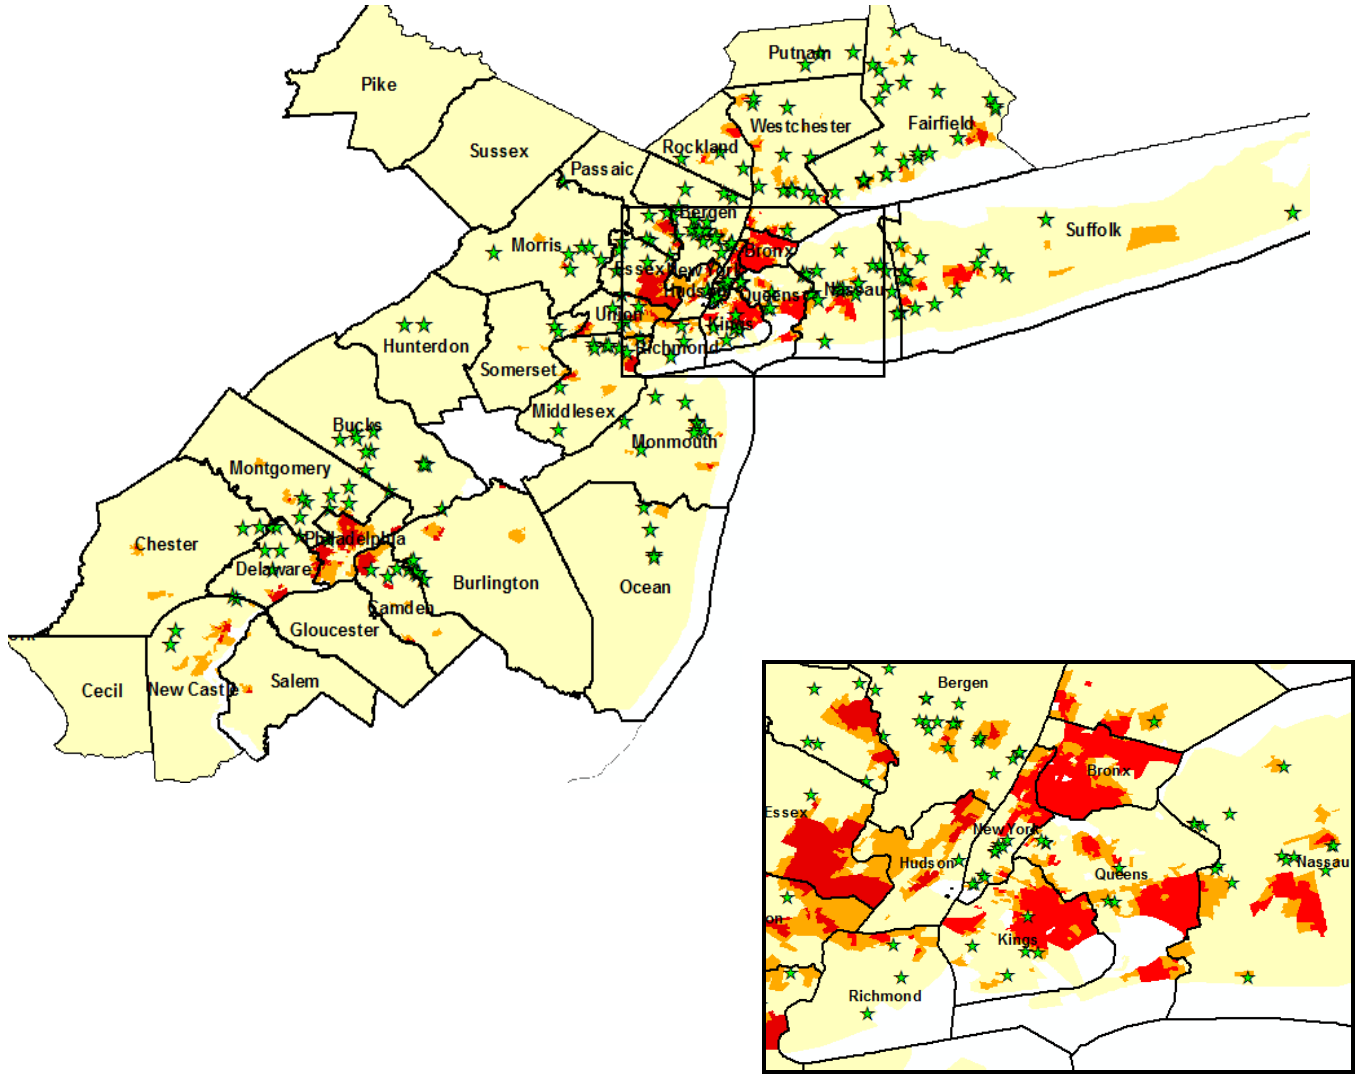 Putnam
Pike
Westchester
Fairfield
Rockland
Sussex
Passaic
Bergen
Suffolk
Morris
Bronx
Essex
New York
Hudson
Queens
Nassau
Union
Kings
Richmond
Hunterdon
Somerset
Middlesex
Bucks
Monmouth
Montgomery
Philadelphia
Chester
Delaware
Burlington
Ocean
Camden
Gloucester
Salem
Cecil
New Castle
Bergen
Bronx
Essex
New York
Hudson
Queens
Nassau
on
Kings
Richmond